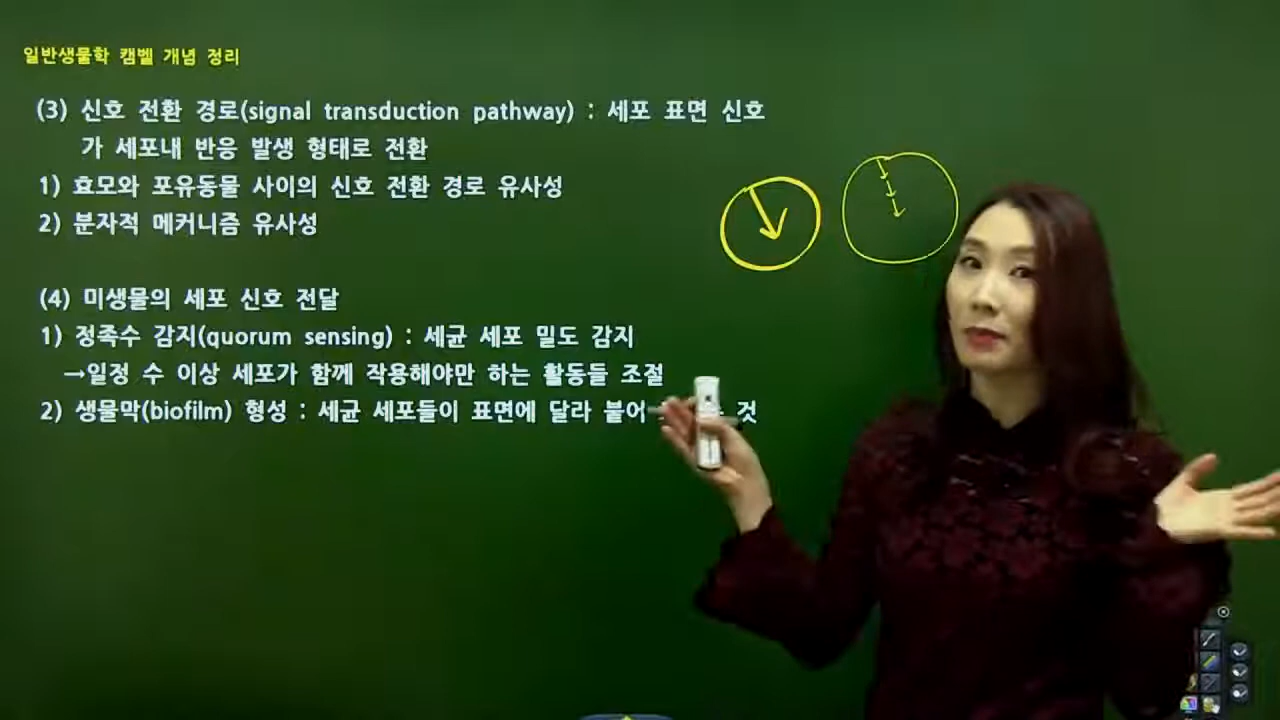 일반생물학 캠벨 개념 정리
(3) 신호 전환 경로(signal transduction pathway) : 세포 표면 신호
가 세포내 반응 발생 형태로 전환
1) 효모와 포유동물 사이의 신호 전환 경로 유사성
2) 분자적 메커니즘 유사성
(4) 미생물의 세포 신호 전달
1) 정족수 감지(quorum sensing) : 세균 세포 밀도 감지
→일정 수 이상 세포가 함께 작용해야만 하는 활동들 조절
2) 생물막(biofilm) 형성 : 세균 세포들이 표면에 달라 붙어 것